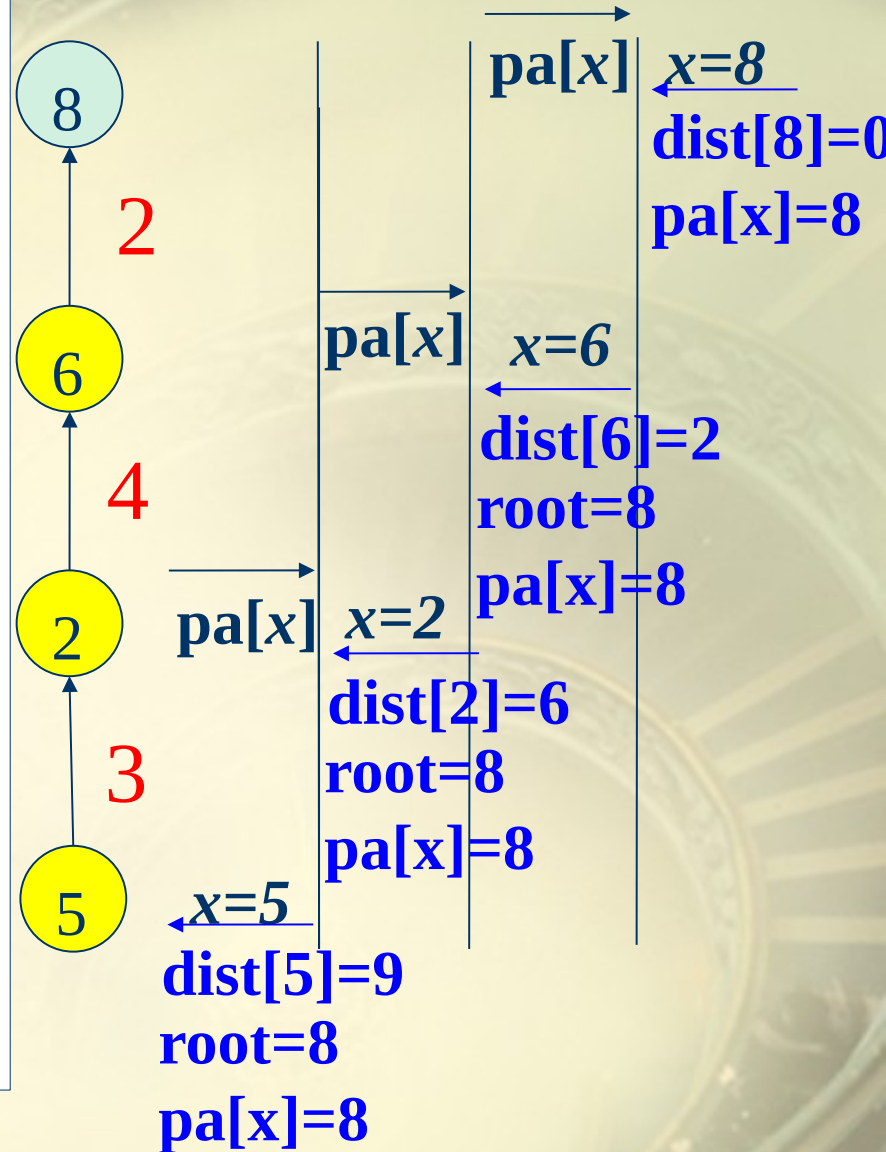 8
2
6
4
2
3
5
pa[x]
x=8
dist[8]=0
pa[x]=8
pa[x]
x=6
dist[6]=2
root=8
pa[x]=8
pa[x]
x=2
dist[2]=6
root=8
pa[x]=8
x=5
dist[5]=9
root=8
pa[x]=8